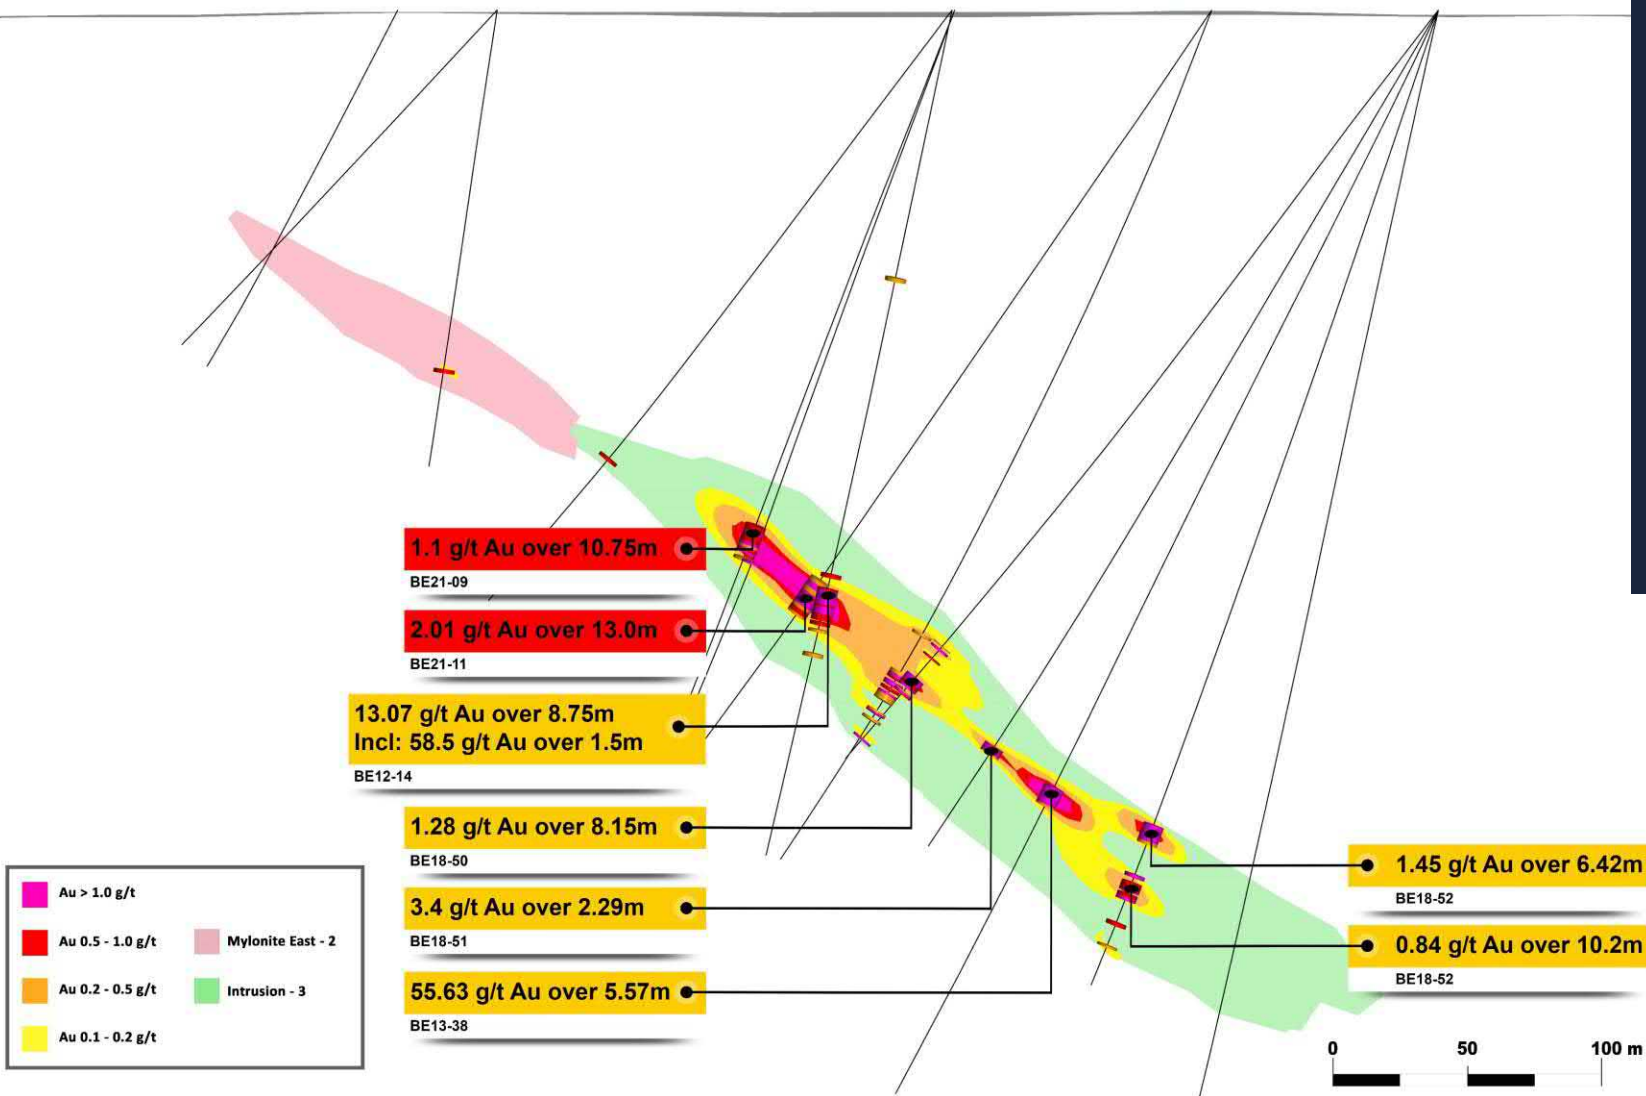 1.1 g/t Au over 10.75m
BE21-09
2.01 g/t Au over 13.0m
BE21-11
13.07 g/t Au over 8.75m
Incl: 58.5 g/t Au over 1.5m
BE12-14
1.28 g/t Au over 8.15m
BE18-50
3.4 g/t Au over 2.29m
BE18-51
55.63 g/t Au over 5.57m
BE13-38
1.45 g/t Au over 6.42m
BE18-52
0.84 g/t Au over 10.2m
BE18-52
Au > 1.0 g/t
Au 0.5 - 1.0 g/t
Au 0.2 - 0.5 g/t
Au 0.1 - 0.2 g/t
Mylonite East - 2
Intrusion - 3
0 50 100 m